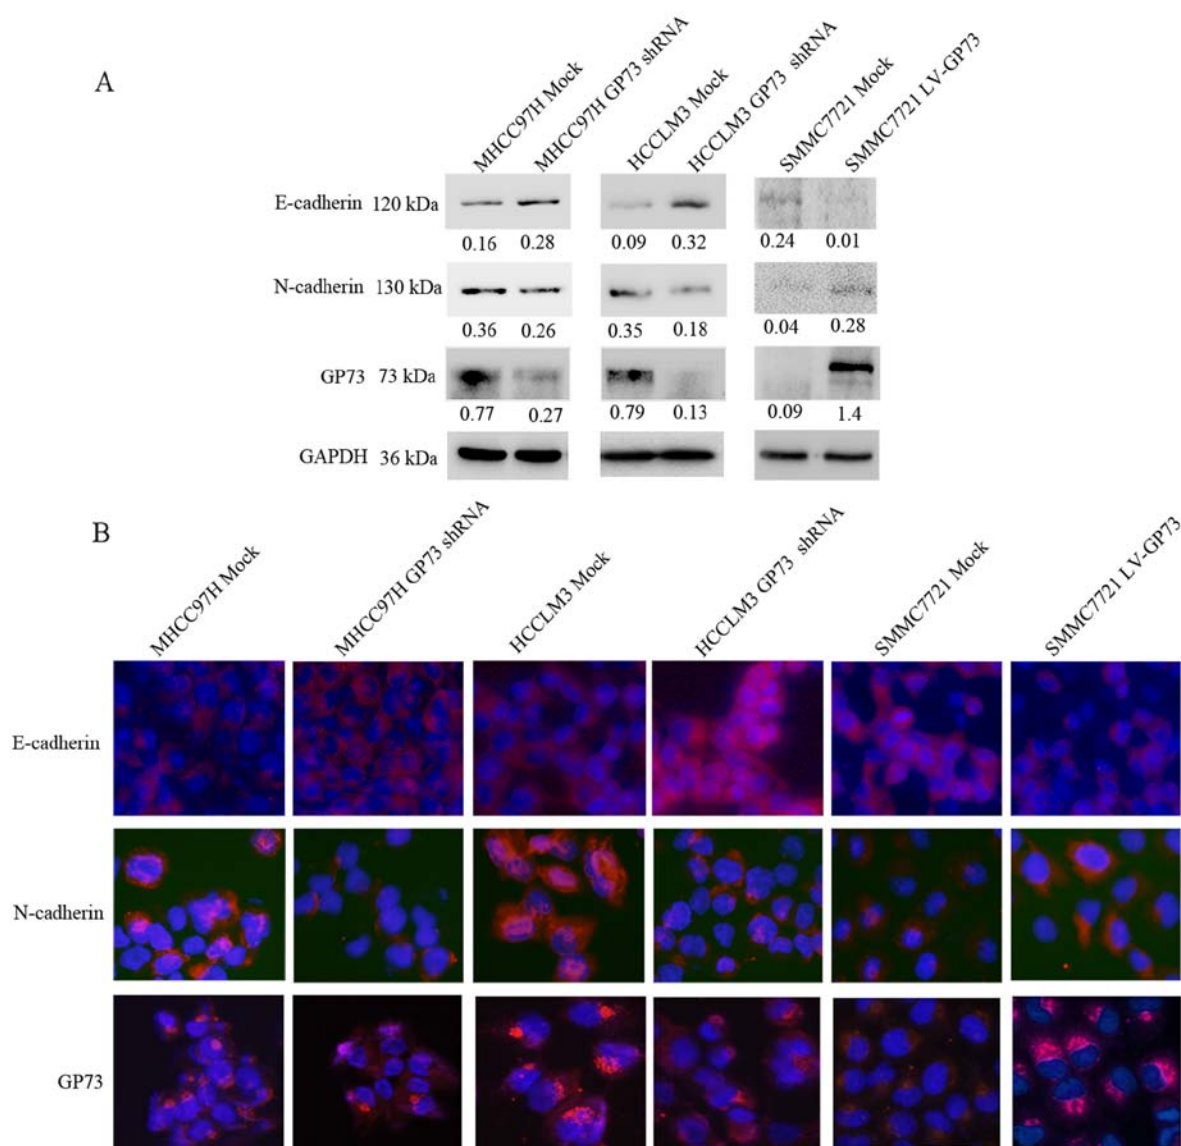 A
MHCC97H Mock
MHCC97H GP73 shRNA
HCCLM3 Mock
HCCLM3 GP73 shRNA
SMMC7721 Mock
SMMC7721 LV-GP73
E-cadherin 120 kDa
0.16 0.28 0.09 0.32 0.24 0.01
N-cadherin 130 kDa
0.36 0.26 0.35 0.18 0.04 0.28
GP73 73 kDa
0.77 0.27 0.79 0.13 0.09 1.4
GAPDH 36 kDa
B
MHCC97H Mock
MHCC97H GP73 shRNA
HCCLM3 Mock
HCCLM3 GP73 shRNA
SMMC7721 Mock
SMMC7721 LV-GP73
E-cadherin
N-cadherin
GP73